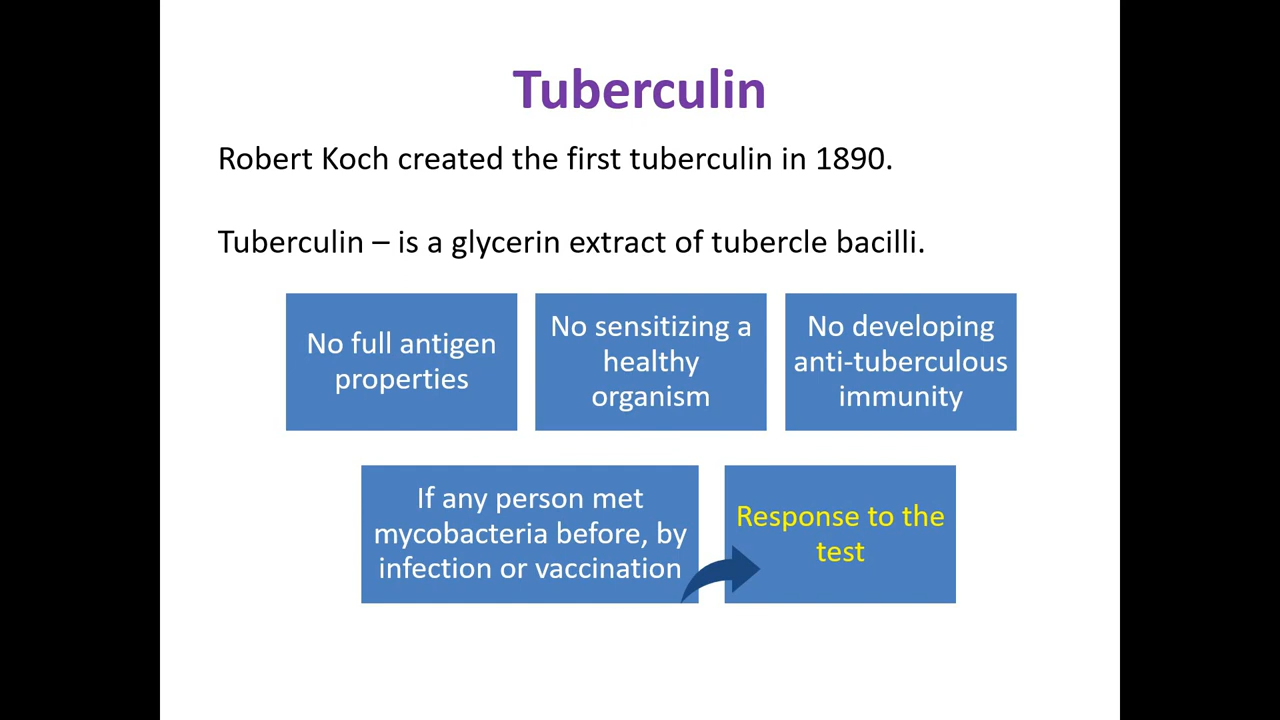 Tuberculin
Robert Koch created the first tuberculin in 1890.
Tuberculin – is a glycerin extract of tubercle bacilli.
No full antigen
properties
No sensitizing a
healthy
organism
No developing
anti-tuberculous
immunity
If any person met
mycobacteria before, by
infection or vaccination
Response to the
test